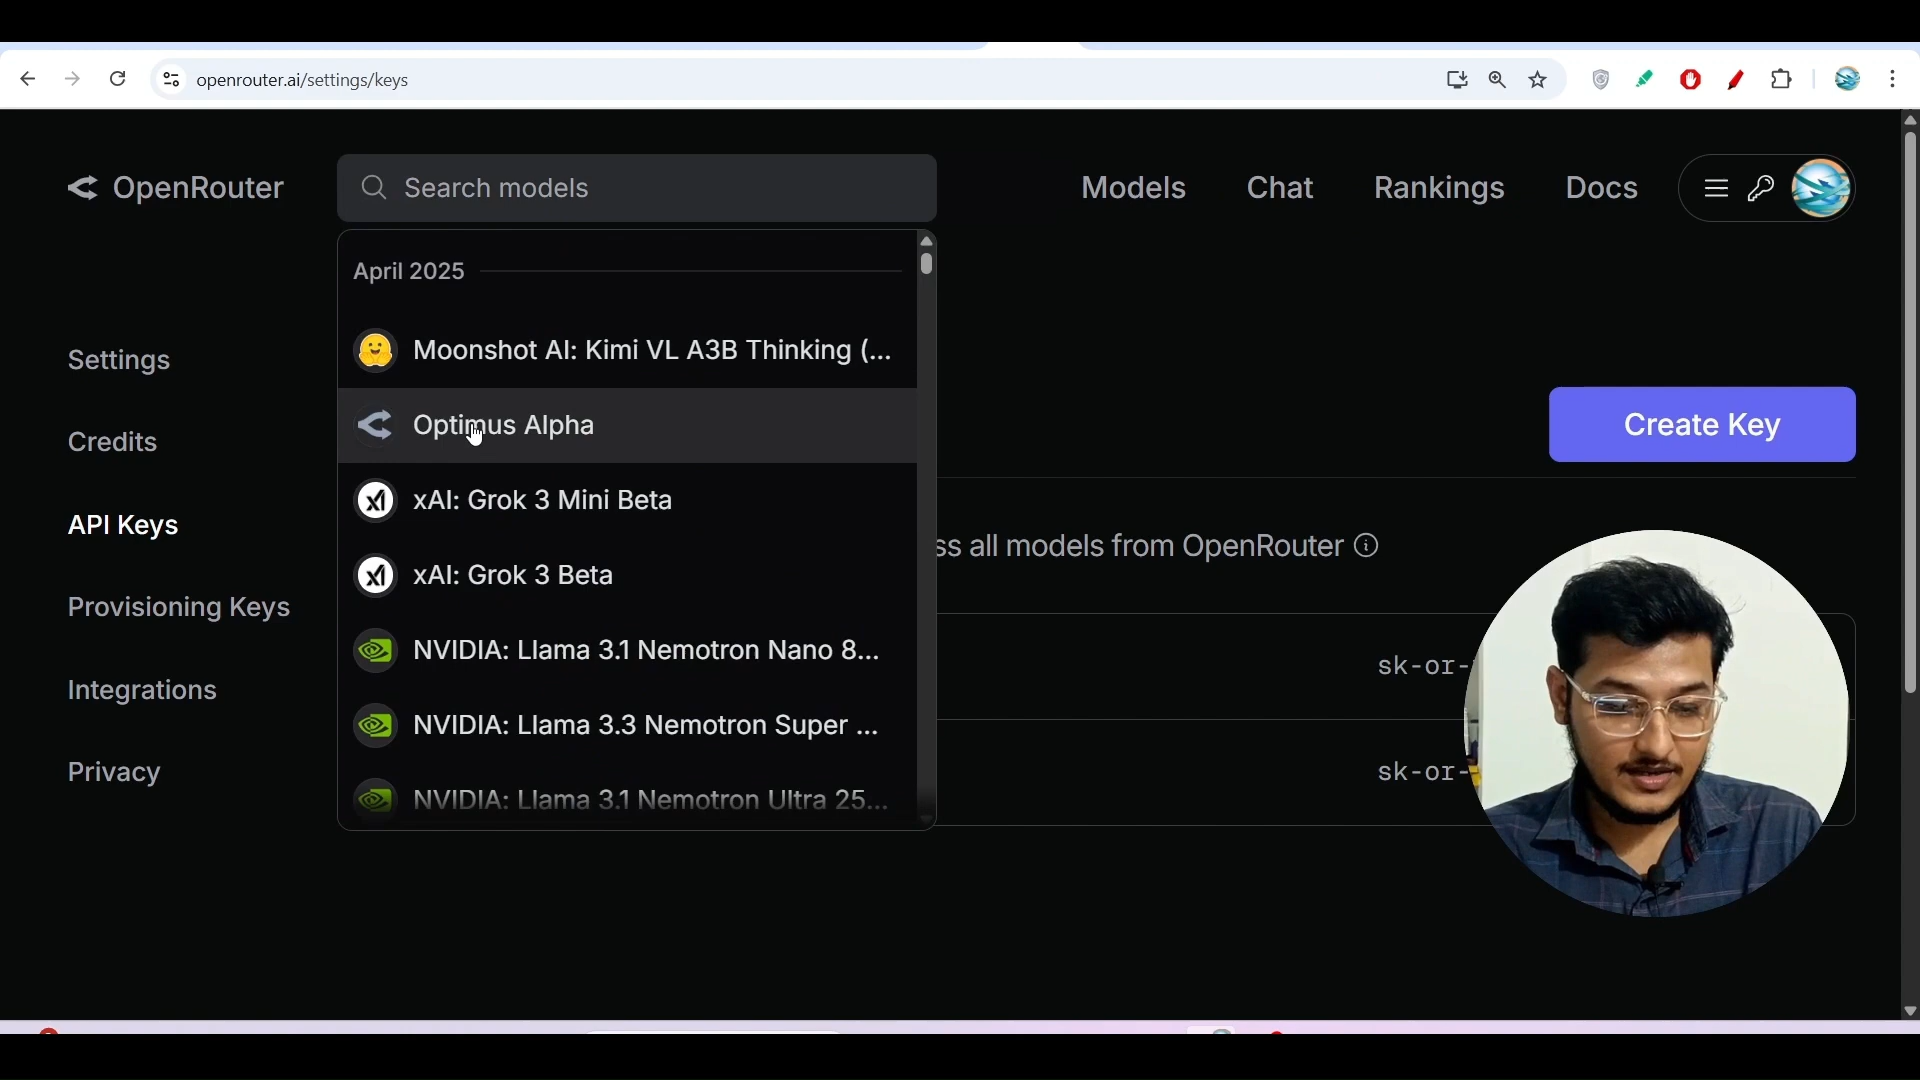 openrouter.ai/settings/keys
OpenRouter
Search models
Models
Chat
Rankings
Docs
April 2025
Moonshot AI: Kimi VL A3B Thinking (...
Optimus Alpha
xAI: Grok 3 Mini Beta
xAI: Grok 3 Beta
NVIDIA: Llama 3.1 Nemotron Nano 8...
NVIDIA: Llama 3.3 Nemotron Super ...
NVIDIA: Llama 3.1 Nemotron Ultra 25...
Settings
Credits
API Keys
Provisioning Keys
Integrations
Privacy
Create Key
ss all models from OpenRouter
sk-or-
sk-or-